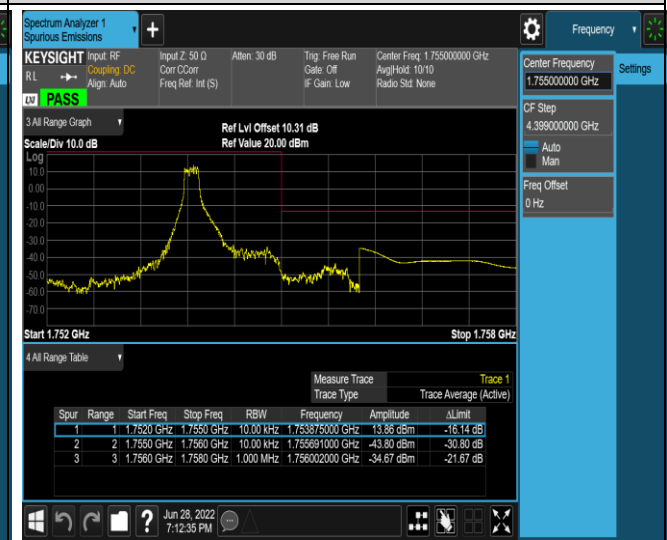 Spectrum Analyzer 1
Spurious Emissions
Frequency
KEYSIGHT Input: RF Input Z: 50 Ω Atten: 30 dB Trig: Free Run Center Freq: 1.755000000 GHz
R L Coupling: DC Corr CCorr Gate: Off Avg|Hold: 10/10
Align: Auto Freq Ref: Int (S) IF Gain: Low Radio Std: None
LXI PASS
Center Frequency
1.755000000 GHz
Settings
CF Step
4.399000000 GHz
Auto
Man
Freq Offset
0 Hz
3 All Range Graph
Ref Lvl Offset 10.31 dB
Scale/Div 10.0 dB Ref Value 20.00 dBm
Log
10.0
0.00
-10.0
-20.0
-30.0
-40.0
-50.0
-60.0
-70.0
Start 1.752 GHz Stop 1.758 GHz
4 All Range Table
Measure Trace Trace 1
Trace Type Trace Average (Active)
Spur Range Start Freq Stop Freq RBW Frequency Amplitude ΔLimit
1 1 1.7520 GHz 1.7550 GHz 10.00 kHz 1.753875000 GHz 13.86 dBm -16.14 dB
2 2 1.7550 GHz 1.7560 GHz 10.00 kHz 1.755691000 GHz -43.80 dBm -30.80 dB
3 3 1.7560 GHz 1.7580 GHz 1.000 MHz 1.756002000 GHz -34.67 dBm -21.67 dB
Jun 28, 2022
7:12:35 PM